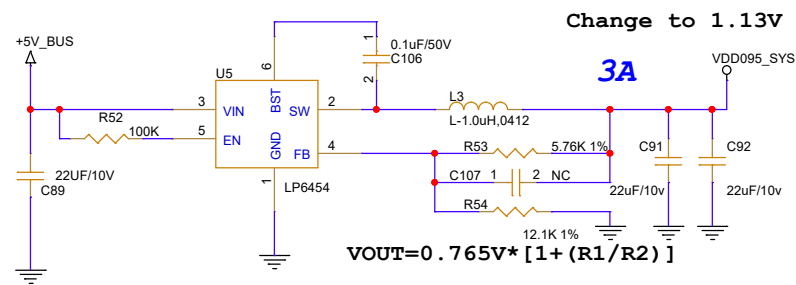 Change to 1.13V
+5V_BUS
0.1uF/50V
C106
VDD095_SYS
3A
U5
1
2
6
BST
L3
L-1.0uH,0412
R52
100K
3
VIN
SW
2
5
EN
GND
FB
4
R53
5.76K 1%
C91
C92
C107
1
2
NC
22UF/10V
C89
1
LP6454
R54
12.1K 1%
22uF/10v
22uF/10v
VOUT=0.765V*[1+(R1/R2)]